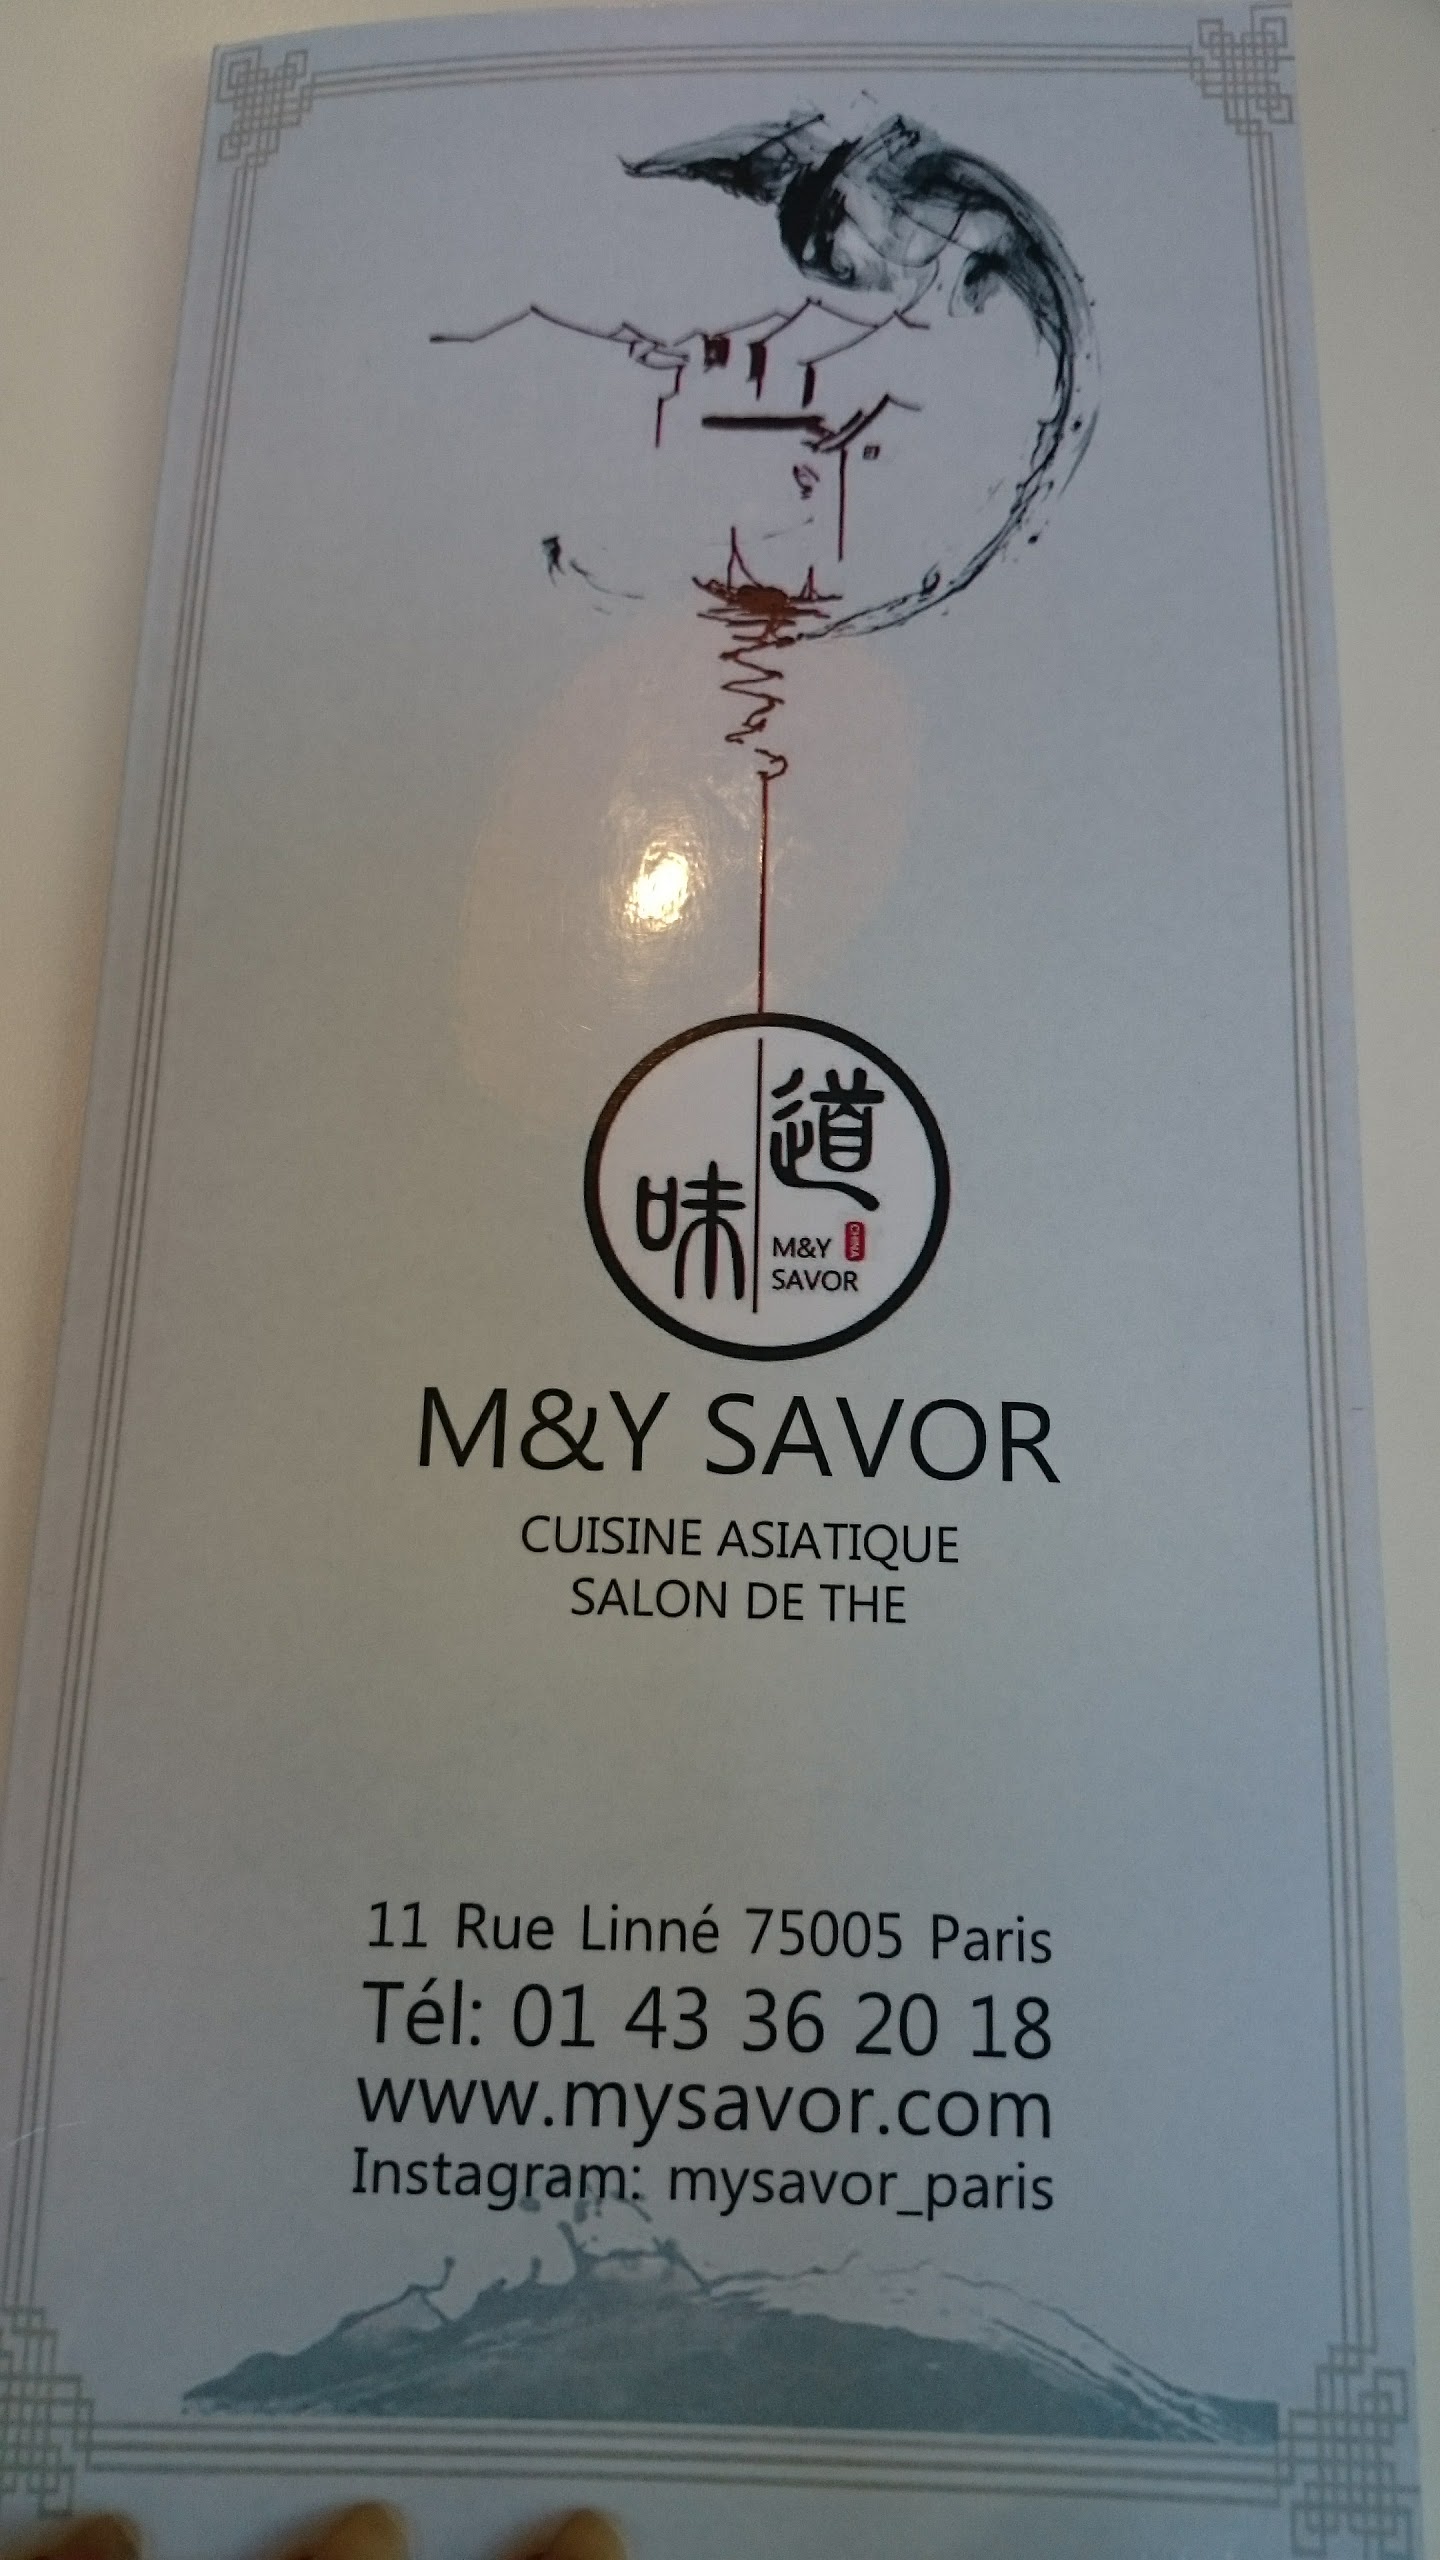 道
味
M&Y
SAVOR
CHINA
M&Y SAVOR
CUISINE ASIATIQUE
SALON DE THE
11 Rue Linné 75005 Paris
Tél: 01 43 36 20 18
www.mysavor.com
Instagram: mysavor_paris